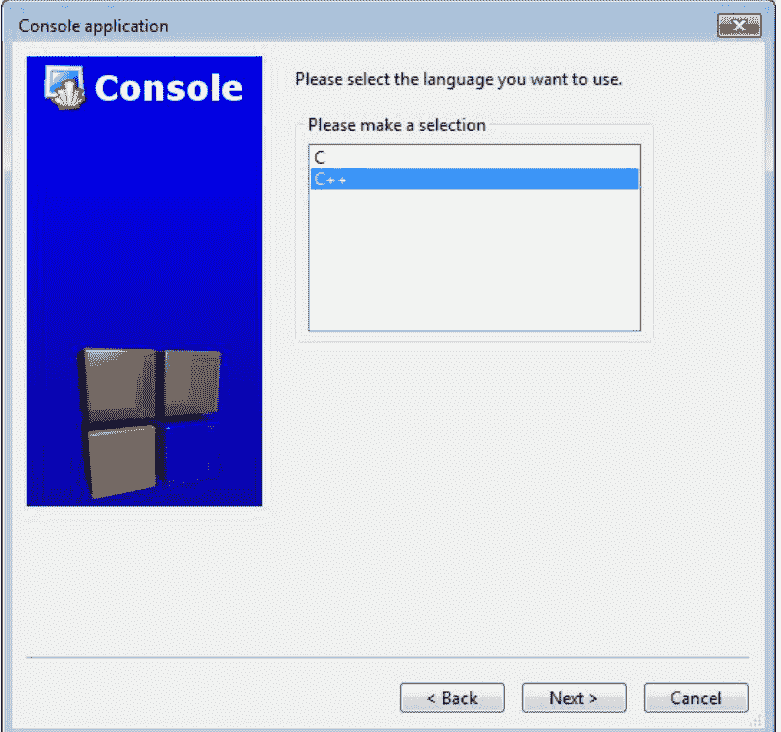 Console application
Console
Please select the language you want to use.
Please make a selection
C
C++
< Back
Next >
Cancel